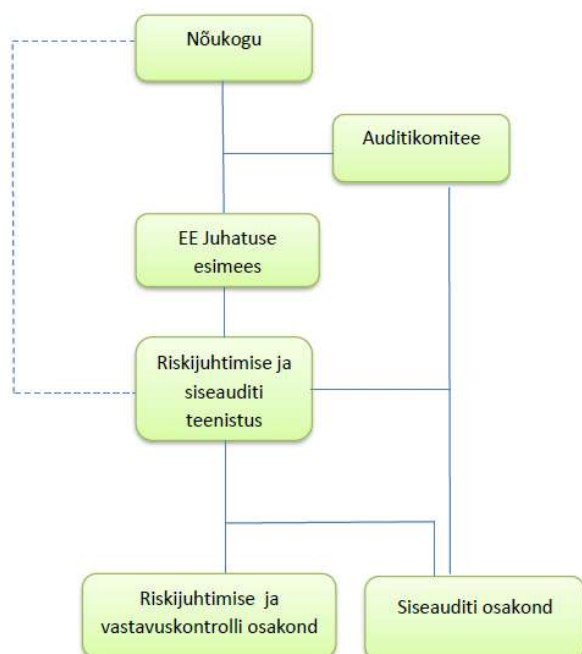 Nõukogu
Auditikomitee
EE Juhatuse
esimees
Riskijuhtimise ja
siseauditi
teenistus
Riskijuhtimise ja
vastavuskontrolli osakond
Siseauditi osakond